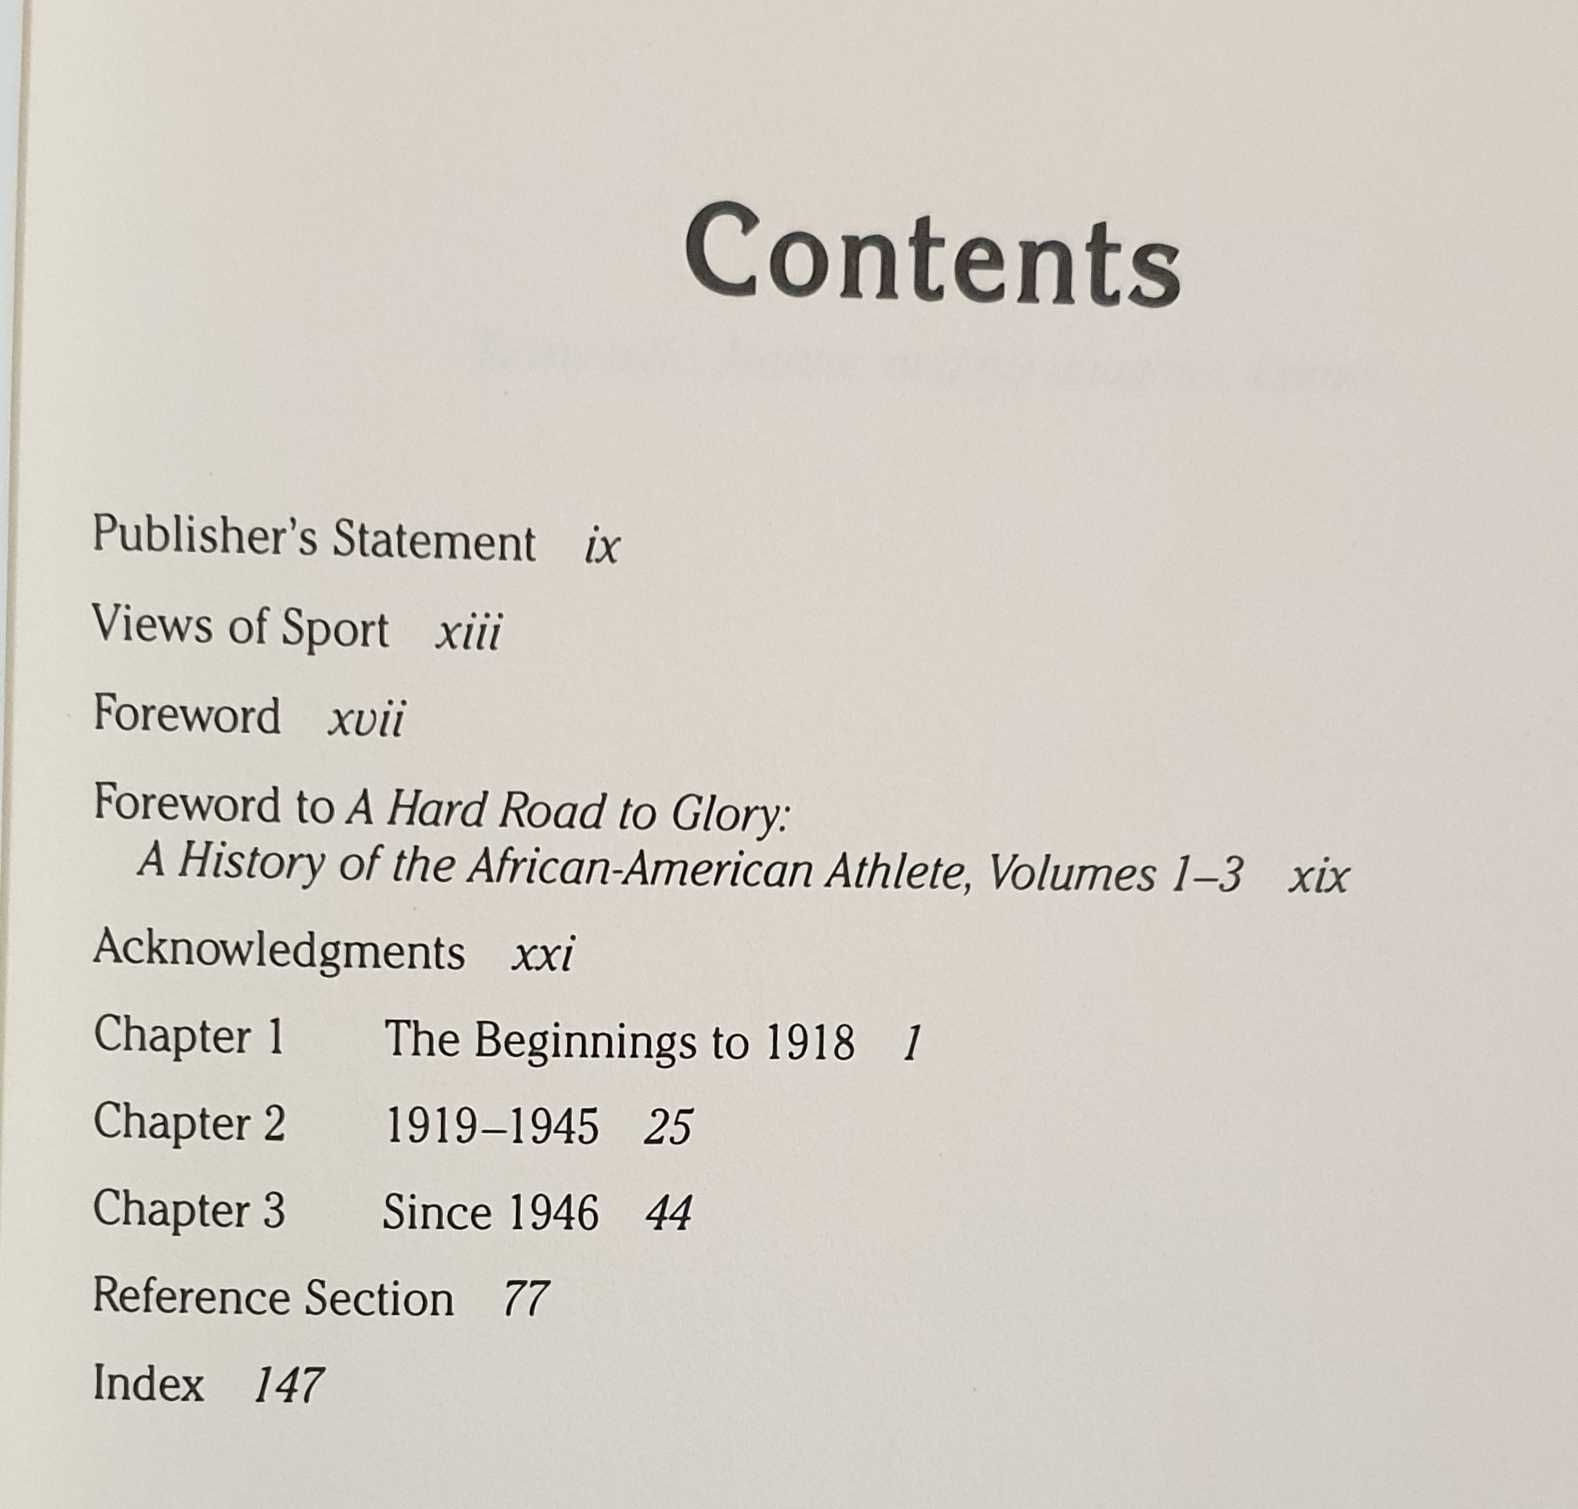 Contents
Publisher’s Statement ix
Views of Sport xiii
Foreword xvii
Foreword to A Hard Road to Glory:
A History of the African-American Athlete, Volumes 1–3 xix
Acknowledgments xxi
Chapter 1 The Beginnings to 1918 1
Chapter 2 1919–1945 25
Chapter 3 Since 1946 44
Reference Section 77
Index 147